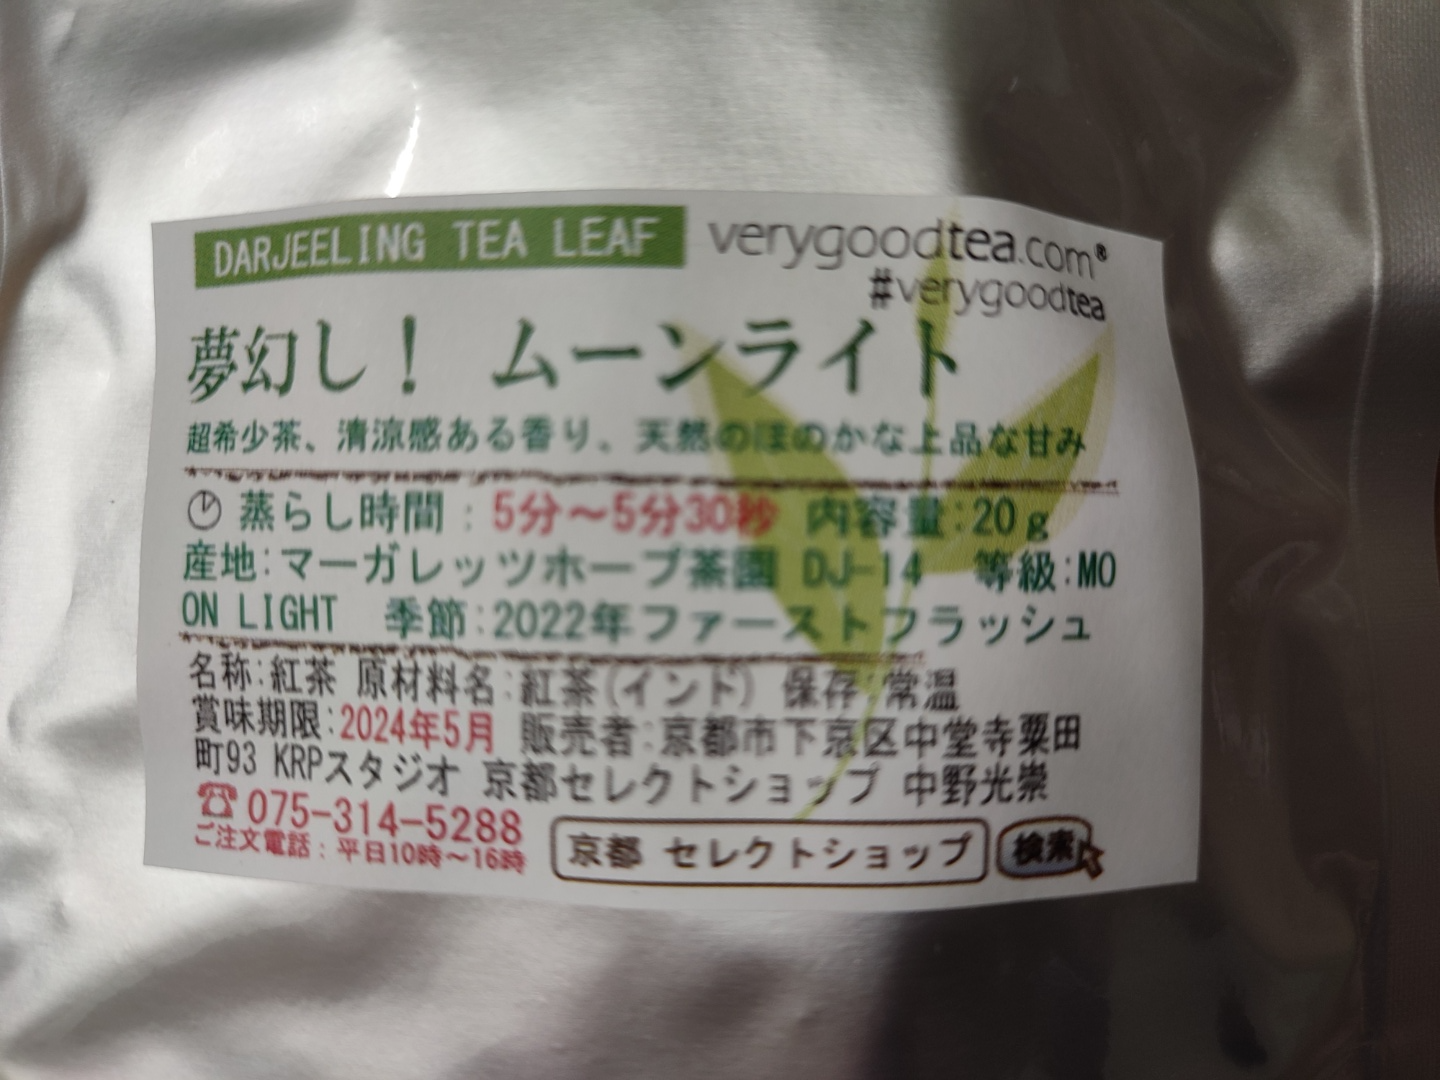 DARJEELING TEA LEAF verygoodtea.com®
#verygoodtea
夢幻し！ ムーンライト
超希少茶、清涼感ある香り、天然のほのかな上品な甘み
蒸らし時間：5分〜5分30秒 内容量:20g
産地:マーガレッツホープ茶園 DJ-14 等級:MO
ON LIGHT 季節:2022年ファーストフラッシュ
名称:紅茶 原材料名:紅茶(インド) 保存:常温
賞味期限:2024年5月 販売者:京都市下京区中堂寺粟田
町93 KRPスタジオ 京都セレクトショップ 中野光崇
☎075-314-5288
ご注文電話：平日10時〜16時
京都 セレクトショップ 検索